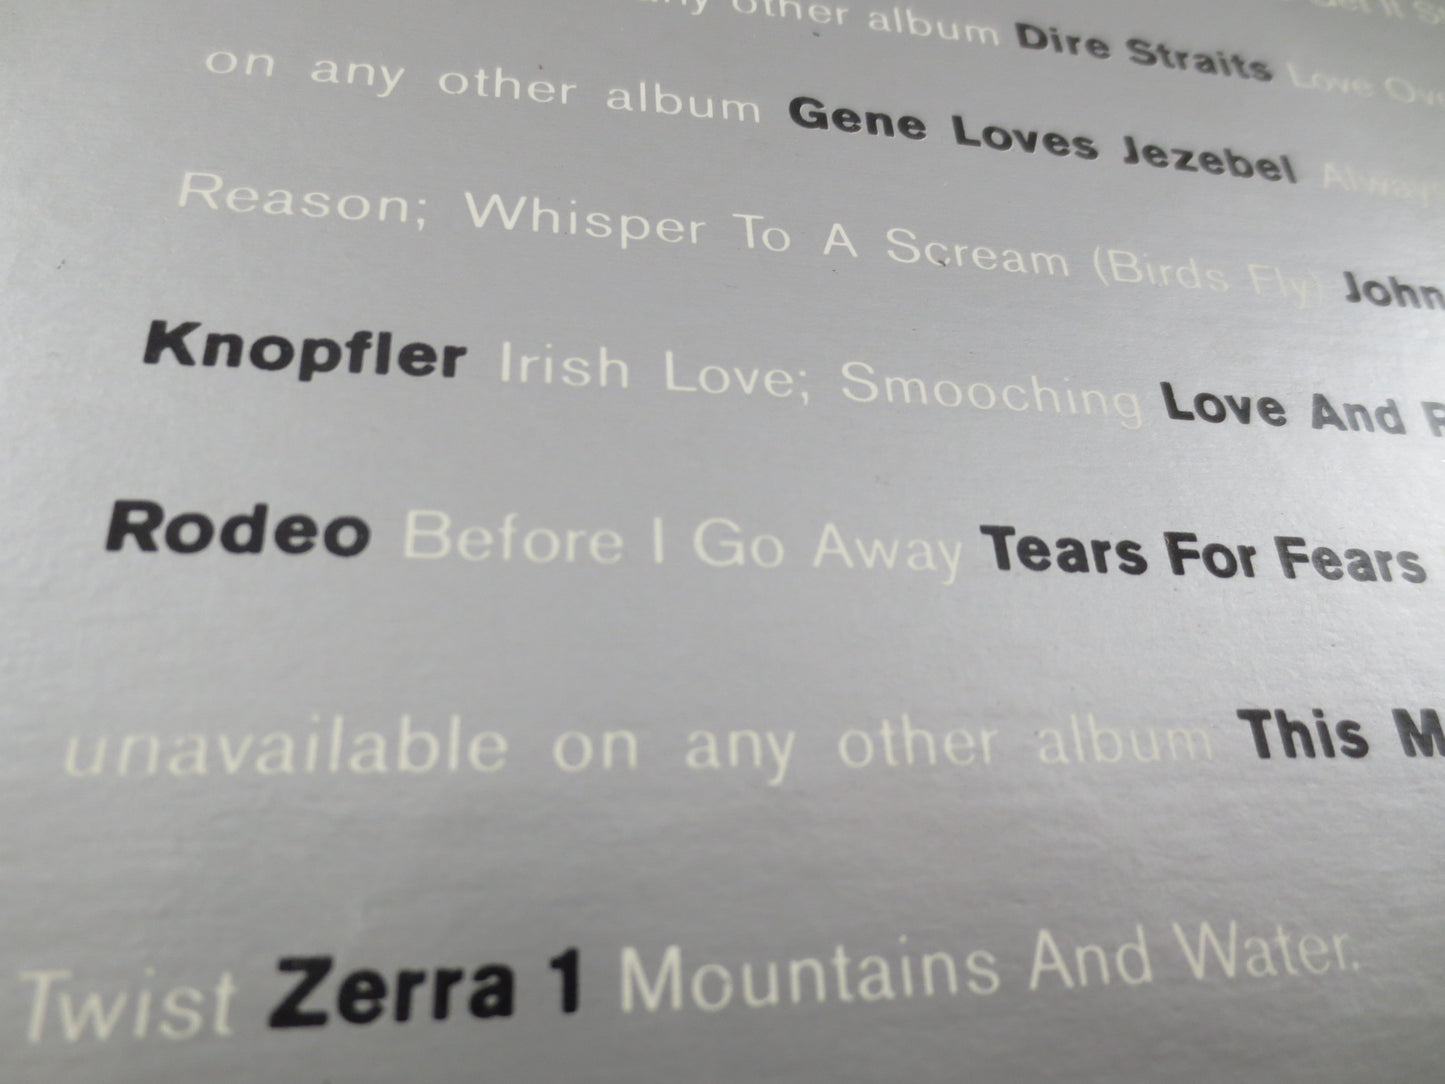 other album Dire Straits Love
on any other album Gene Loves Jezebel
Reason; Whisper To A Scream (Birds Fly) John
Knopfler Irish Love; Smooching Love And
Rodeo Before I Go Away Tears For Fears
unavailable on any other album This
Twist Zerra 1 Mountains And Water.